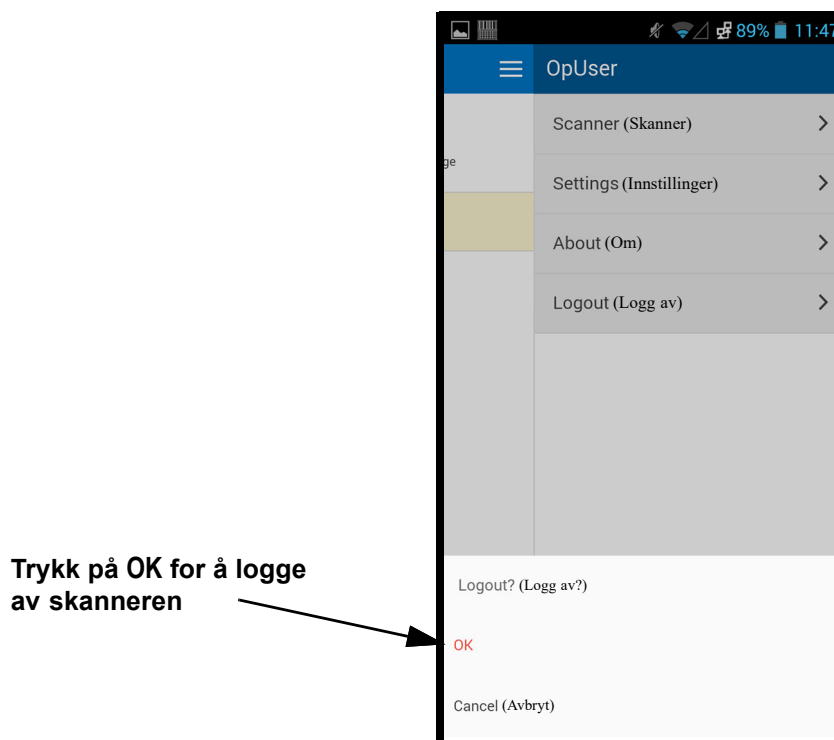 89% 11:47
OpUser
Scanner (Skanner)
ge
Settings (Innstillinger)
About (Om)
Logout (Logg av)
Trykk på OK for å logge
av skanneren
Logout? (Logg av?)
OK
Cancel (Avbryt)